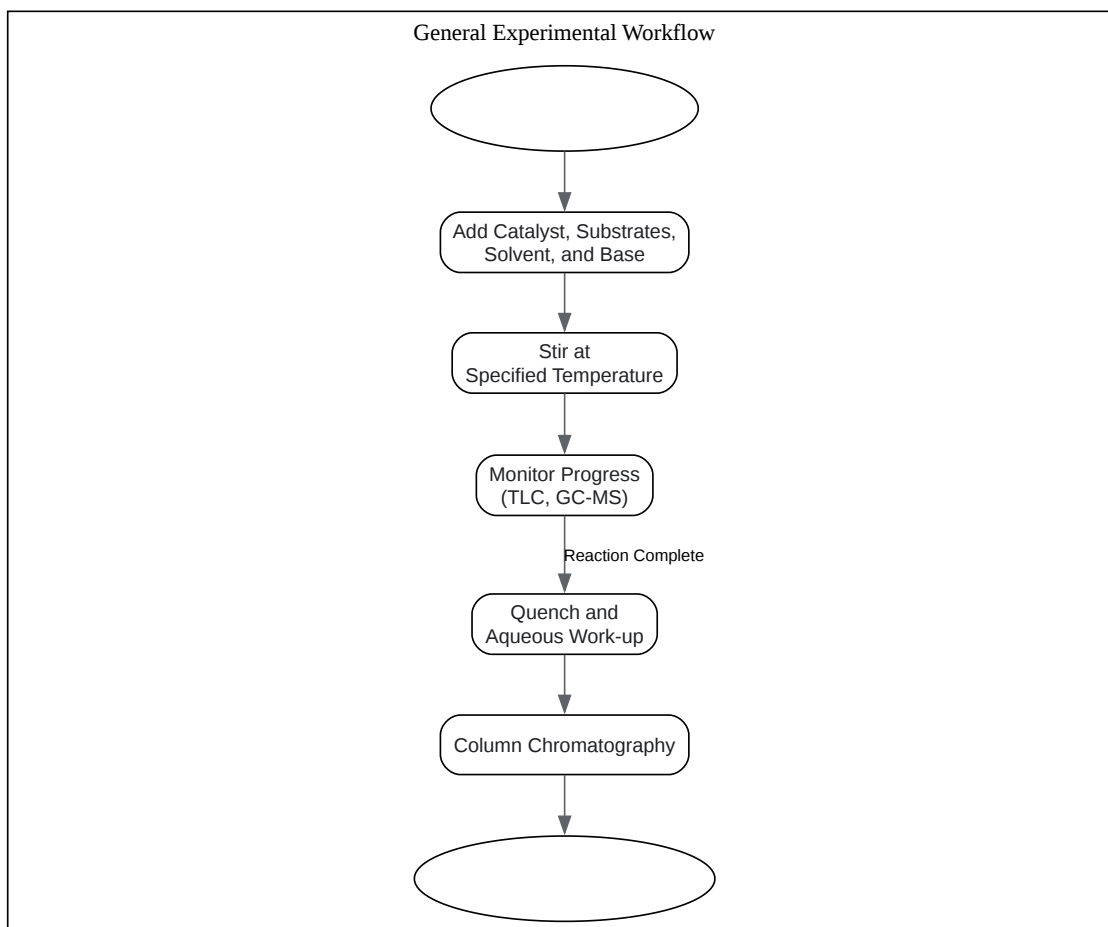 General Experimental Workflow
Add Catalyst, Substrates,
Solvent, and Base
Stir at
Specified Temperature
Monitor Progress
(TLC, GC-MS)
Reaction Complete
Quench and
Aqueous Work-up
Column Chromatography